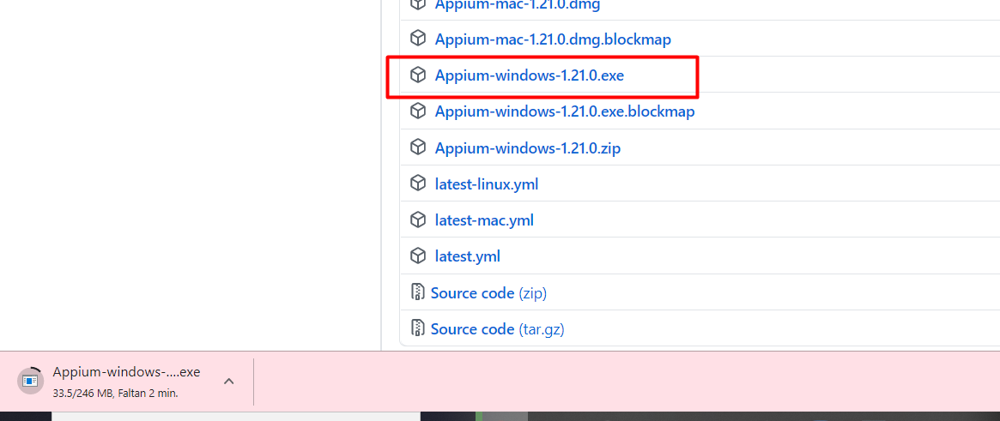 Appium-mac-1.21.0.dmg
Appium-mac-1.21.0.dmg.blockmap
Appium-windows-1.21.0.exe
Appium-windows-1.21.0.exe.blockmap
Appium-windows-1.21.0.zip
latest-linux.yml
latest-mac.yml
latest.yml
Source code (zip)
Source code (tar.gz)
Appium-windows-....exe
33.5/246 MB, Faltan 2 min.